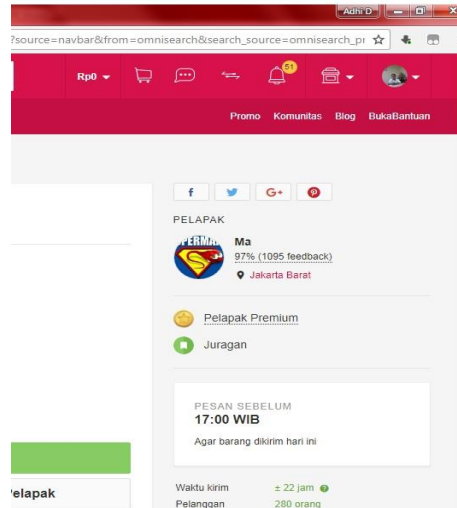 Adhi D
?source=navbar&from=omnisearch&search_source=omnisearch_pr
Rp0
51
Promo Komunitas Blog BukaBantuan
f G+
PELAPAK
PERMA
S
Ma
97% (1095 feedback)
Jakarta Barat
Pelapak Premium
Juragan
PESAN SEBELUM
17:00 WIB
Agar barang dikirim hari ini
elapak
Waktu kirim ± 22 jam
Pelanggan 280 orang